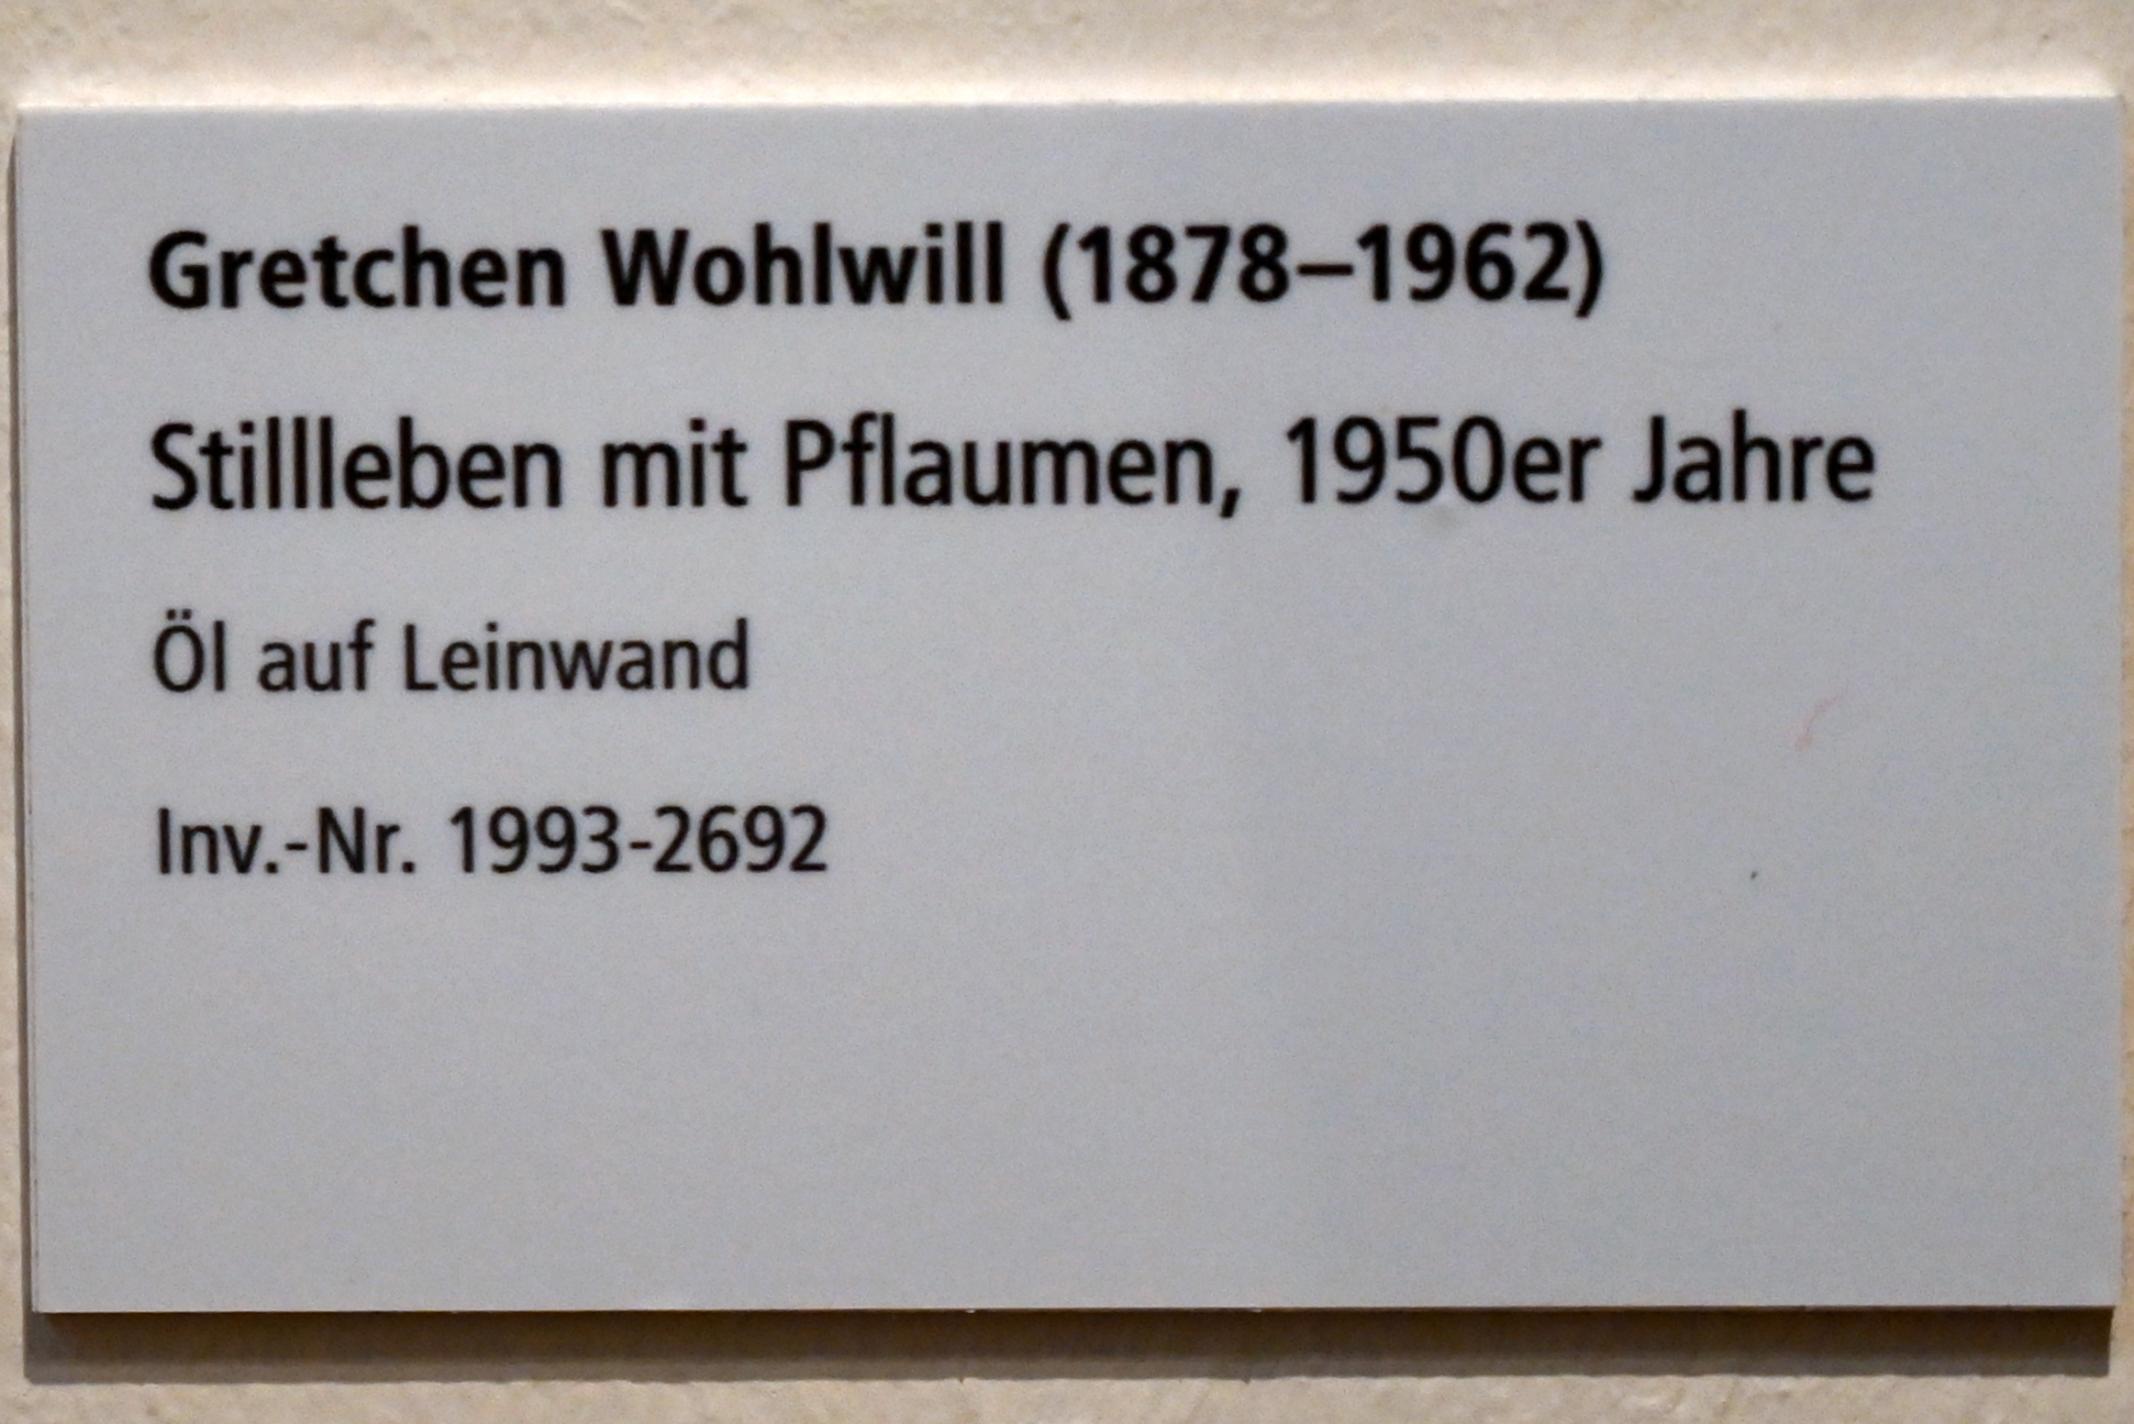 Gretchen Wohlwill (1878–1962)
Stillleben mit Pflaumen, 1950er Jahre
Öl auf Leinwand
Inv.-Nr. 1993-2692